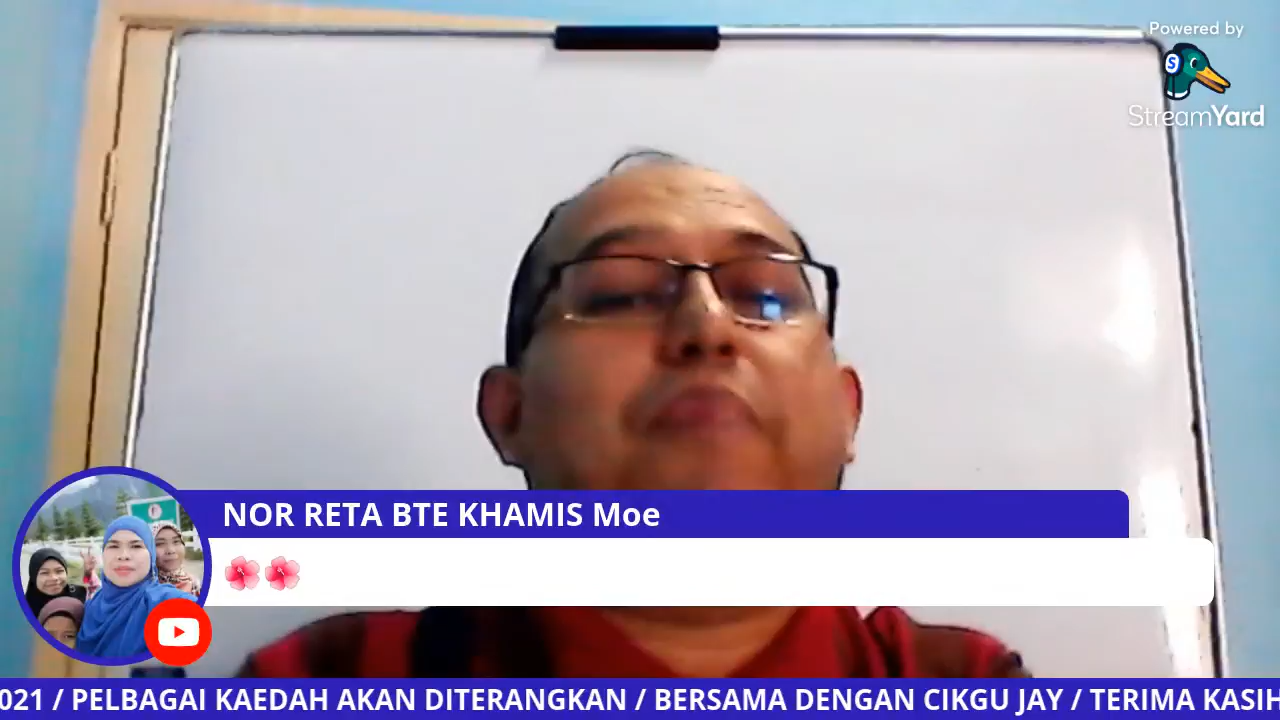 Powered by
StreamYard
NOR RETA BTE KHAMIS Moe
🌺🌺
021 / PELBAGAI KAEDAH AKAN DITERANGKAN / BERSAMA DENGAN CIKGU JAY / TERIMA KASIH